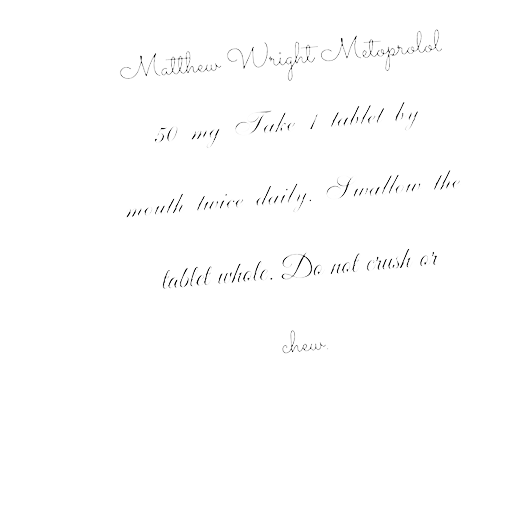 Matthew Wright Metoprolol
50 mg Take 1 tablet by
mouth twice daily. Swallow the
tablet whole. Do not crush or
chew.